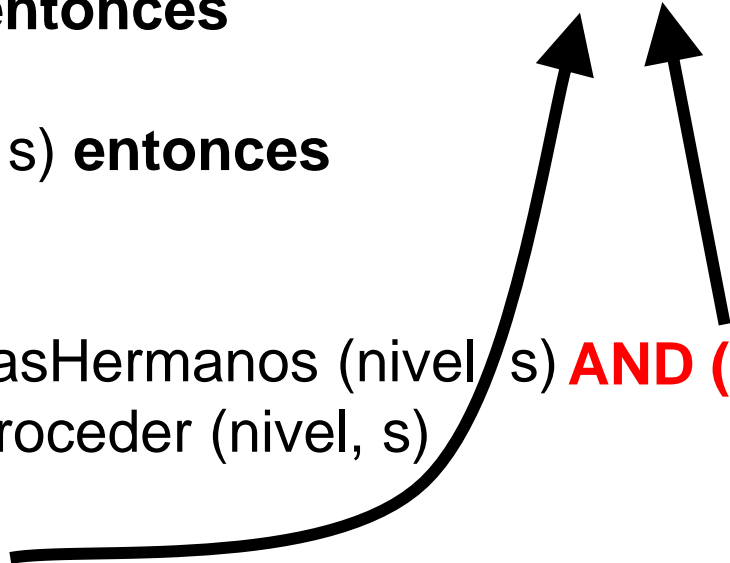 entonces
s) entonces
asHermanos (nivel, s) AND (
roceder (nivel, s)